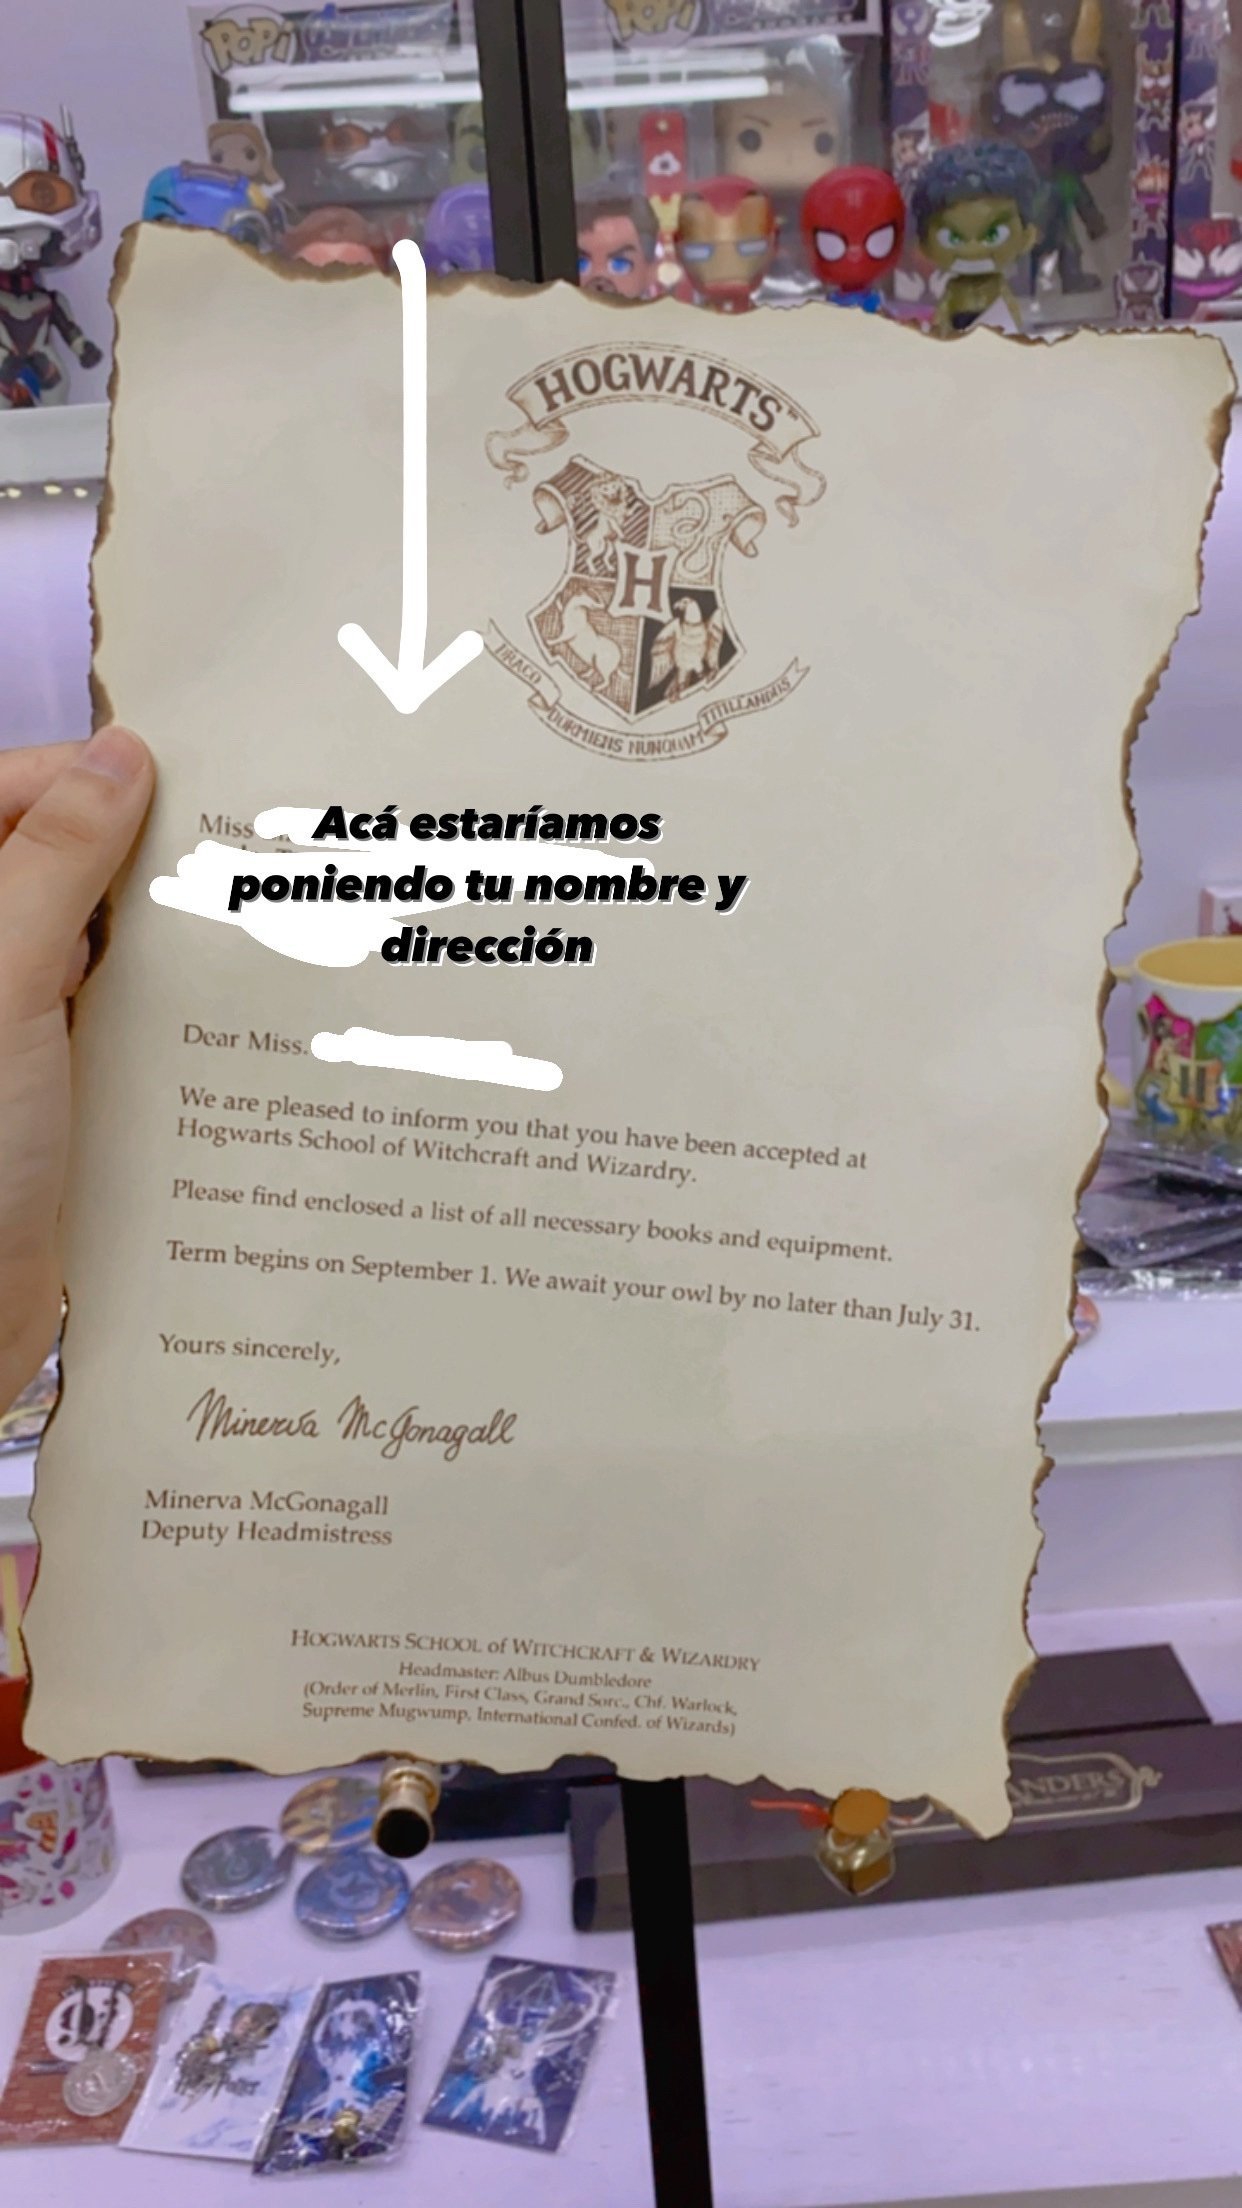 POP!
HOGWARTS™
H
DRACO DORMIENS NUNQUAM TITILLANDUS
Miss
Acá estaríamos
poniendo tu nombre y
dirección
Dear Miss.
We are pleased to inform you that you have been accepted at
Hogwarts School of Witchcraft and Wizardry.
Please find enclosed a list of all necessary books and equipment.
Term begins on September 1. We await your owl by no later than July 31.
Yours sincerely,
Minerva McGonagall
Minerva McGonagall
Deputy Headmistress
HOGWARTS SCHOOL of WITCHCRAFT & WIZARDRY
Headmaster: Albus Dumbledore
(Order of Merlin, First Class, Grand Sorc., Chf. Warlock,
Supreme Mugwump, International Confed. of Wizards)
Harry Potter